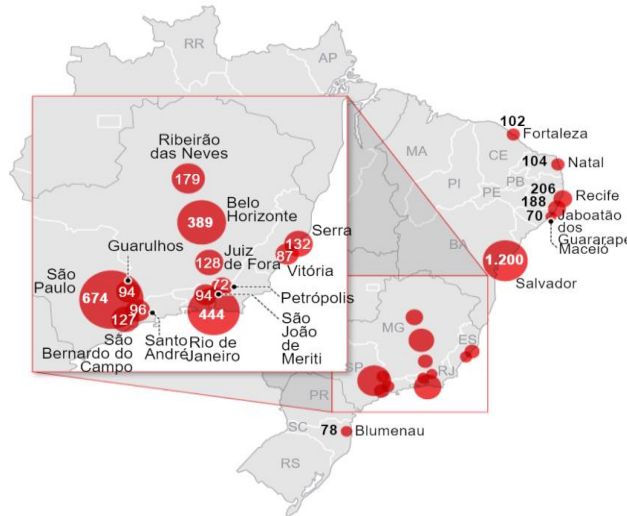 RR
AP
102
Fortaleza
MA
CE
104
Natal
PB
PI
PE
206
Recife
188
70
Jaboatão
dos
Guararape
Maceió
BA
1.200
Salvador
Ribeirão
das Neves
179
389
Belo
Horizonte
Serra
132
87
Vitória
Guarulhos
Juiz
de Fora
128
São
Paulo
674
94
96
127
72
94
Petrópolis
444
São
João
de
Meriti
São
Bernardo do
Campo
Santo
André
Rio de
Janeiro
MG
ES
SP
RJ
PR
SC
78
Blumenau
RS